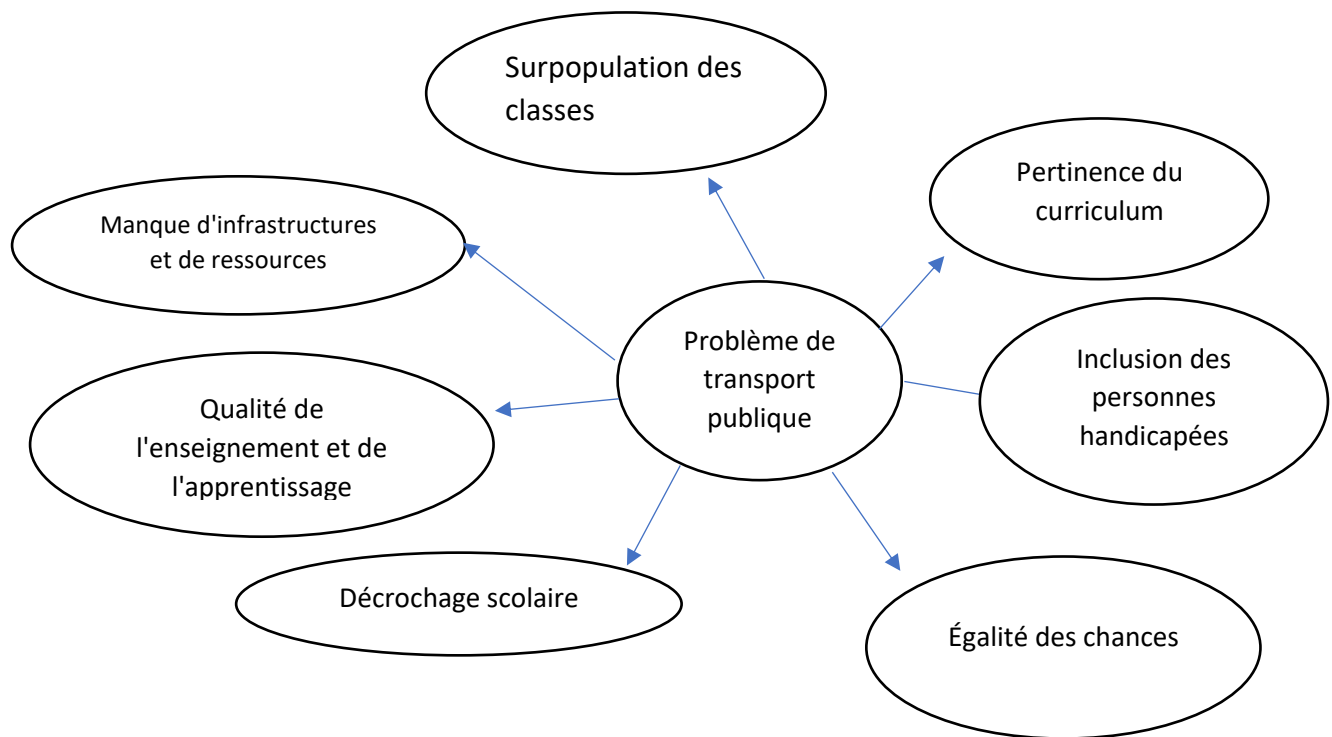 Surpopulation des
classes
Pertinence du
curriculum
Manque d'infrastructures
et de ressources
Problème de
transport
publique
Inclusion des
personnes
handicapées
Qualité de
l'enseignement et de
l'apprentissage
Décrochage scolaire
Égalité des chances